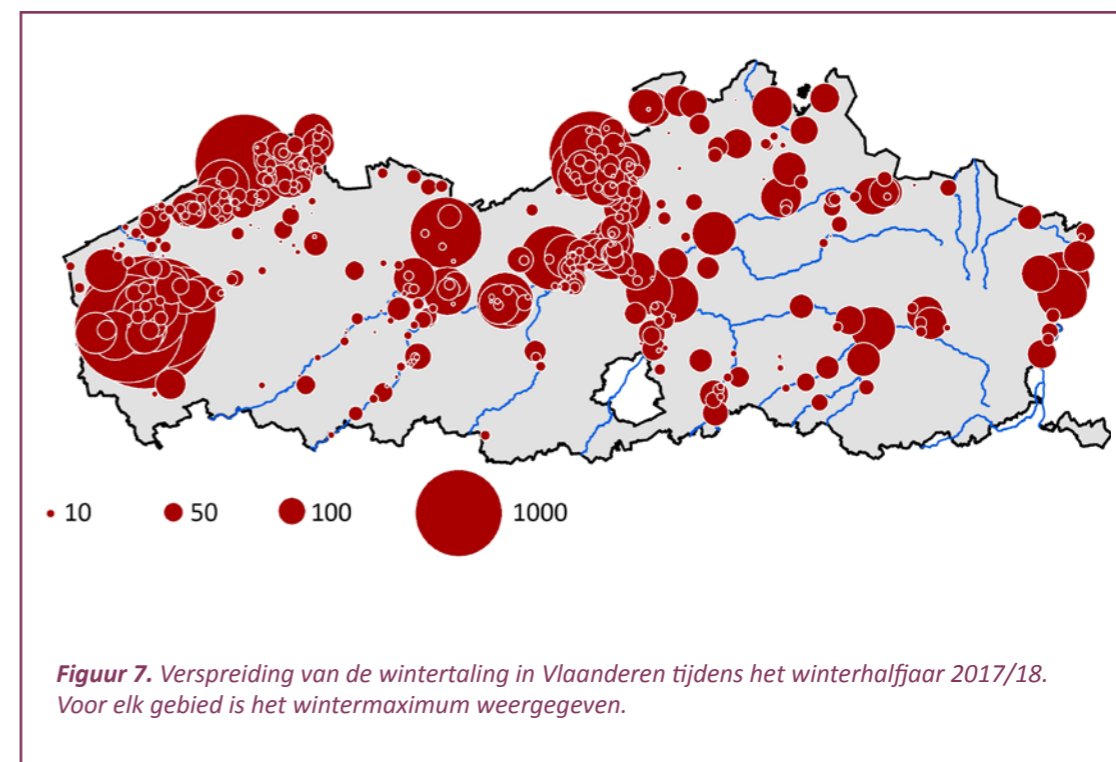 10 50 100 1000
Figuur 7. Verspreiding van de wintertaling in Vlaanderen tijdens het winterhalfjaar 2017/18.
Voor elk gebied is het wintermaximum weergegeven.